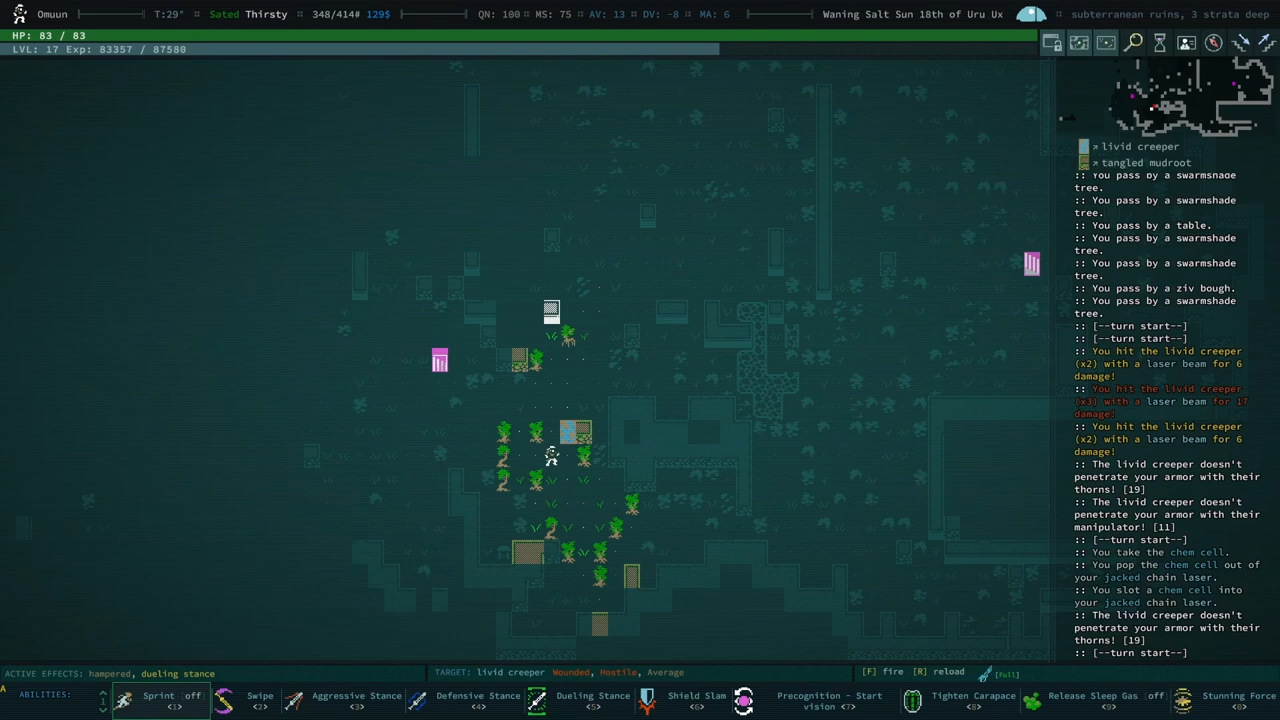 Omuun T:29° :: Sated Thirsty :: 348/414# 129$ QN: 100 :: MS: 75 :: AV: 13 :: DV: -8 :: MA: 6 Waning Salt Sun 18th of Uru Ux :: subterranean ruins, 3 strata deep
HP: 83 / 83
LVL: 17 Exp: 83357 / 87580
livid creeper
tangled mudroot
:: You pass by a swarmshade
tree.
:: You pass by a swarmshade
tree.
:: You pass by a table.
:: You pass by a swarmshade
tree.
:: You pass by a swarmshade
tree.
:: You pass by a ziv bough.
:: You pass by a swarmshade
tree.
:: [--turn start--]
:: [--turn start--]
:: You hit the livid creeper
(x2) with a laser beam for 6
damage!
:: You hit the livid creeper
(x3) with a laser beam for 17
damage!
:: You hit the livid creeper
(x2) with a laser beam for 6
damage!
:: The livid creeper doesn't
penetrate your armor with their
thorns! [19]
:: The livid creeper doesn't
penetrate your armor with their
manipulator! [11]
:: [--turn start--]
:: You take the chem cell.
:: You pop the chem cell out of
your jacked chain laser.
:: You slot a chem cell into
your jacked chain laser.
:: The livid creeper doesn't
penetrate your armor with their
thorns! [19]
:: [--turn start--]
ACTIVE EFFECTS: hampered, dueling stance TARGET: livid creeper Wounded, Hostile, Average [F] fire [R] reload [Full]
A ABILITIES: 1 Sprint [off] <1> Swipe <2> Aggressive Stance <3> Defensive Stance <4> Dueling Stance <5> Shield Slam <6> Precognition - Start vision <7> Tighten Carapace <8> Release Sleep Gas [off] <9> Stunning Force <0>